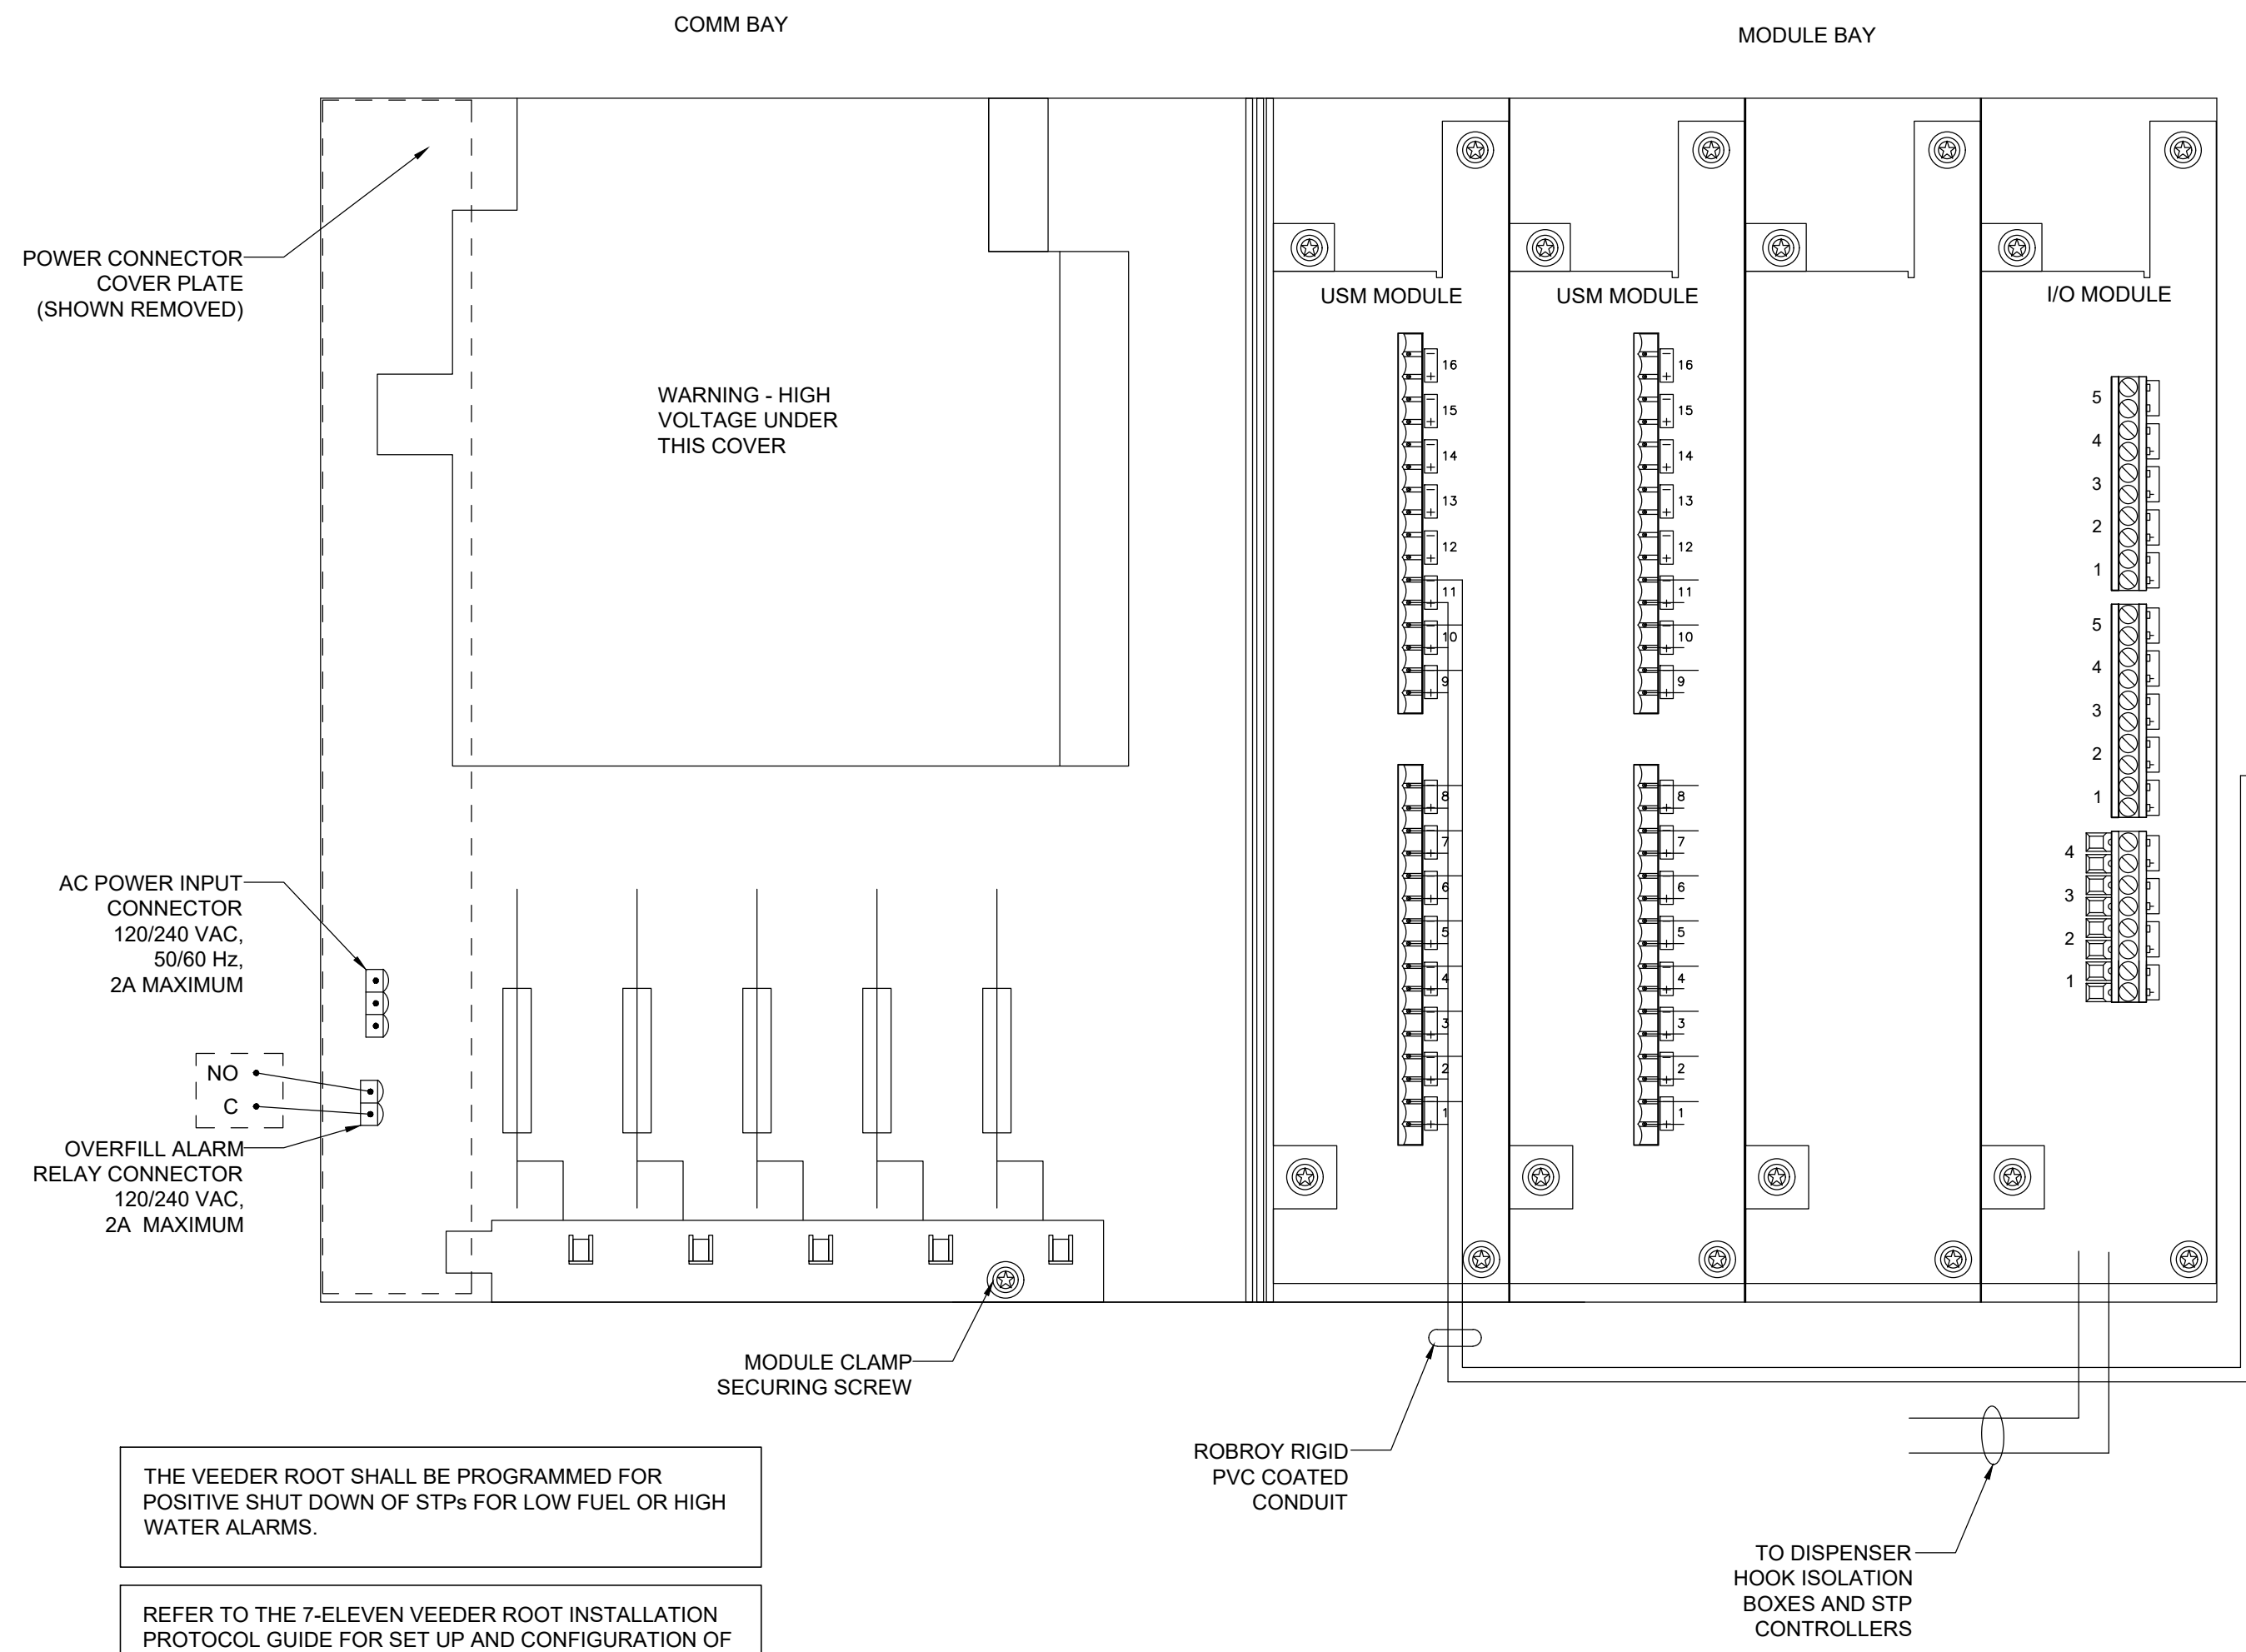 COMM BAY
MODULE BAY
POWER CONNECTOR
COVER PLATE
(SHOWN REMOVED)
WARNING - HIGH
VOLTAGE UNDER
THIS COVER
AC POWER INPUT
CONNECTOR
120/240 VAC,
50/60 Hz,
2A MAXIMUM
NO
C
OVERFILL ALARM
RELAY CONNECTOR
120/240 VAC,
2A MAXIMUM
MODULE CLAMP
SECURING SCREW
USM MODULE
16
15
14
13
12
11
10
9
8
7
6
5
4
3
2
1
USM MODULE
16
15
14
13
12
11
10
9
8
7
6
5
4
3
2
1
I/O MODULE
5
4
3
2
1
5
4
3
2
1
4
3
2
1
ROBROY RIGID
PVC COATED
CONDUIT
TO DISPENSER
HOOK ISOLATION
BOXES AND STP
CONTROLLERS
THE VEEDER ROOT SHALL BE PROGRAMMED FOR
POSITIVE SHUT DOWN OF STPs FOR LOW FUEL OR HIGH
WATER ALARMS.
REFER TO THE 7-ELEVEN VEEDER ROOT INSTALLATION
PROTOCOL GUIDE FOR SET UP AND CONFIGURATION OF